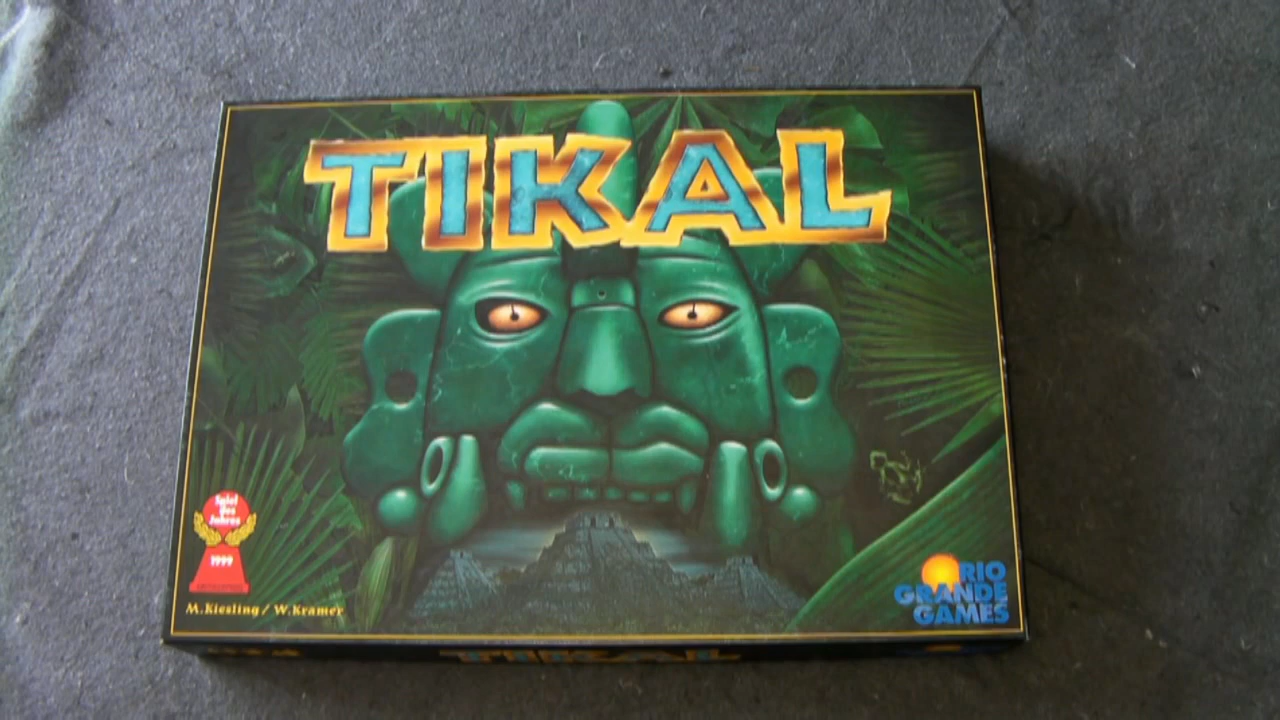 TIKAL
Spiel
des
Jahres
1999
M.Kiesling / W.Kramer
RIO
GRANDE
GAMES
TIKAL